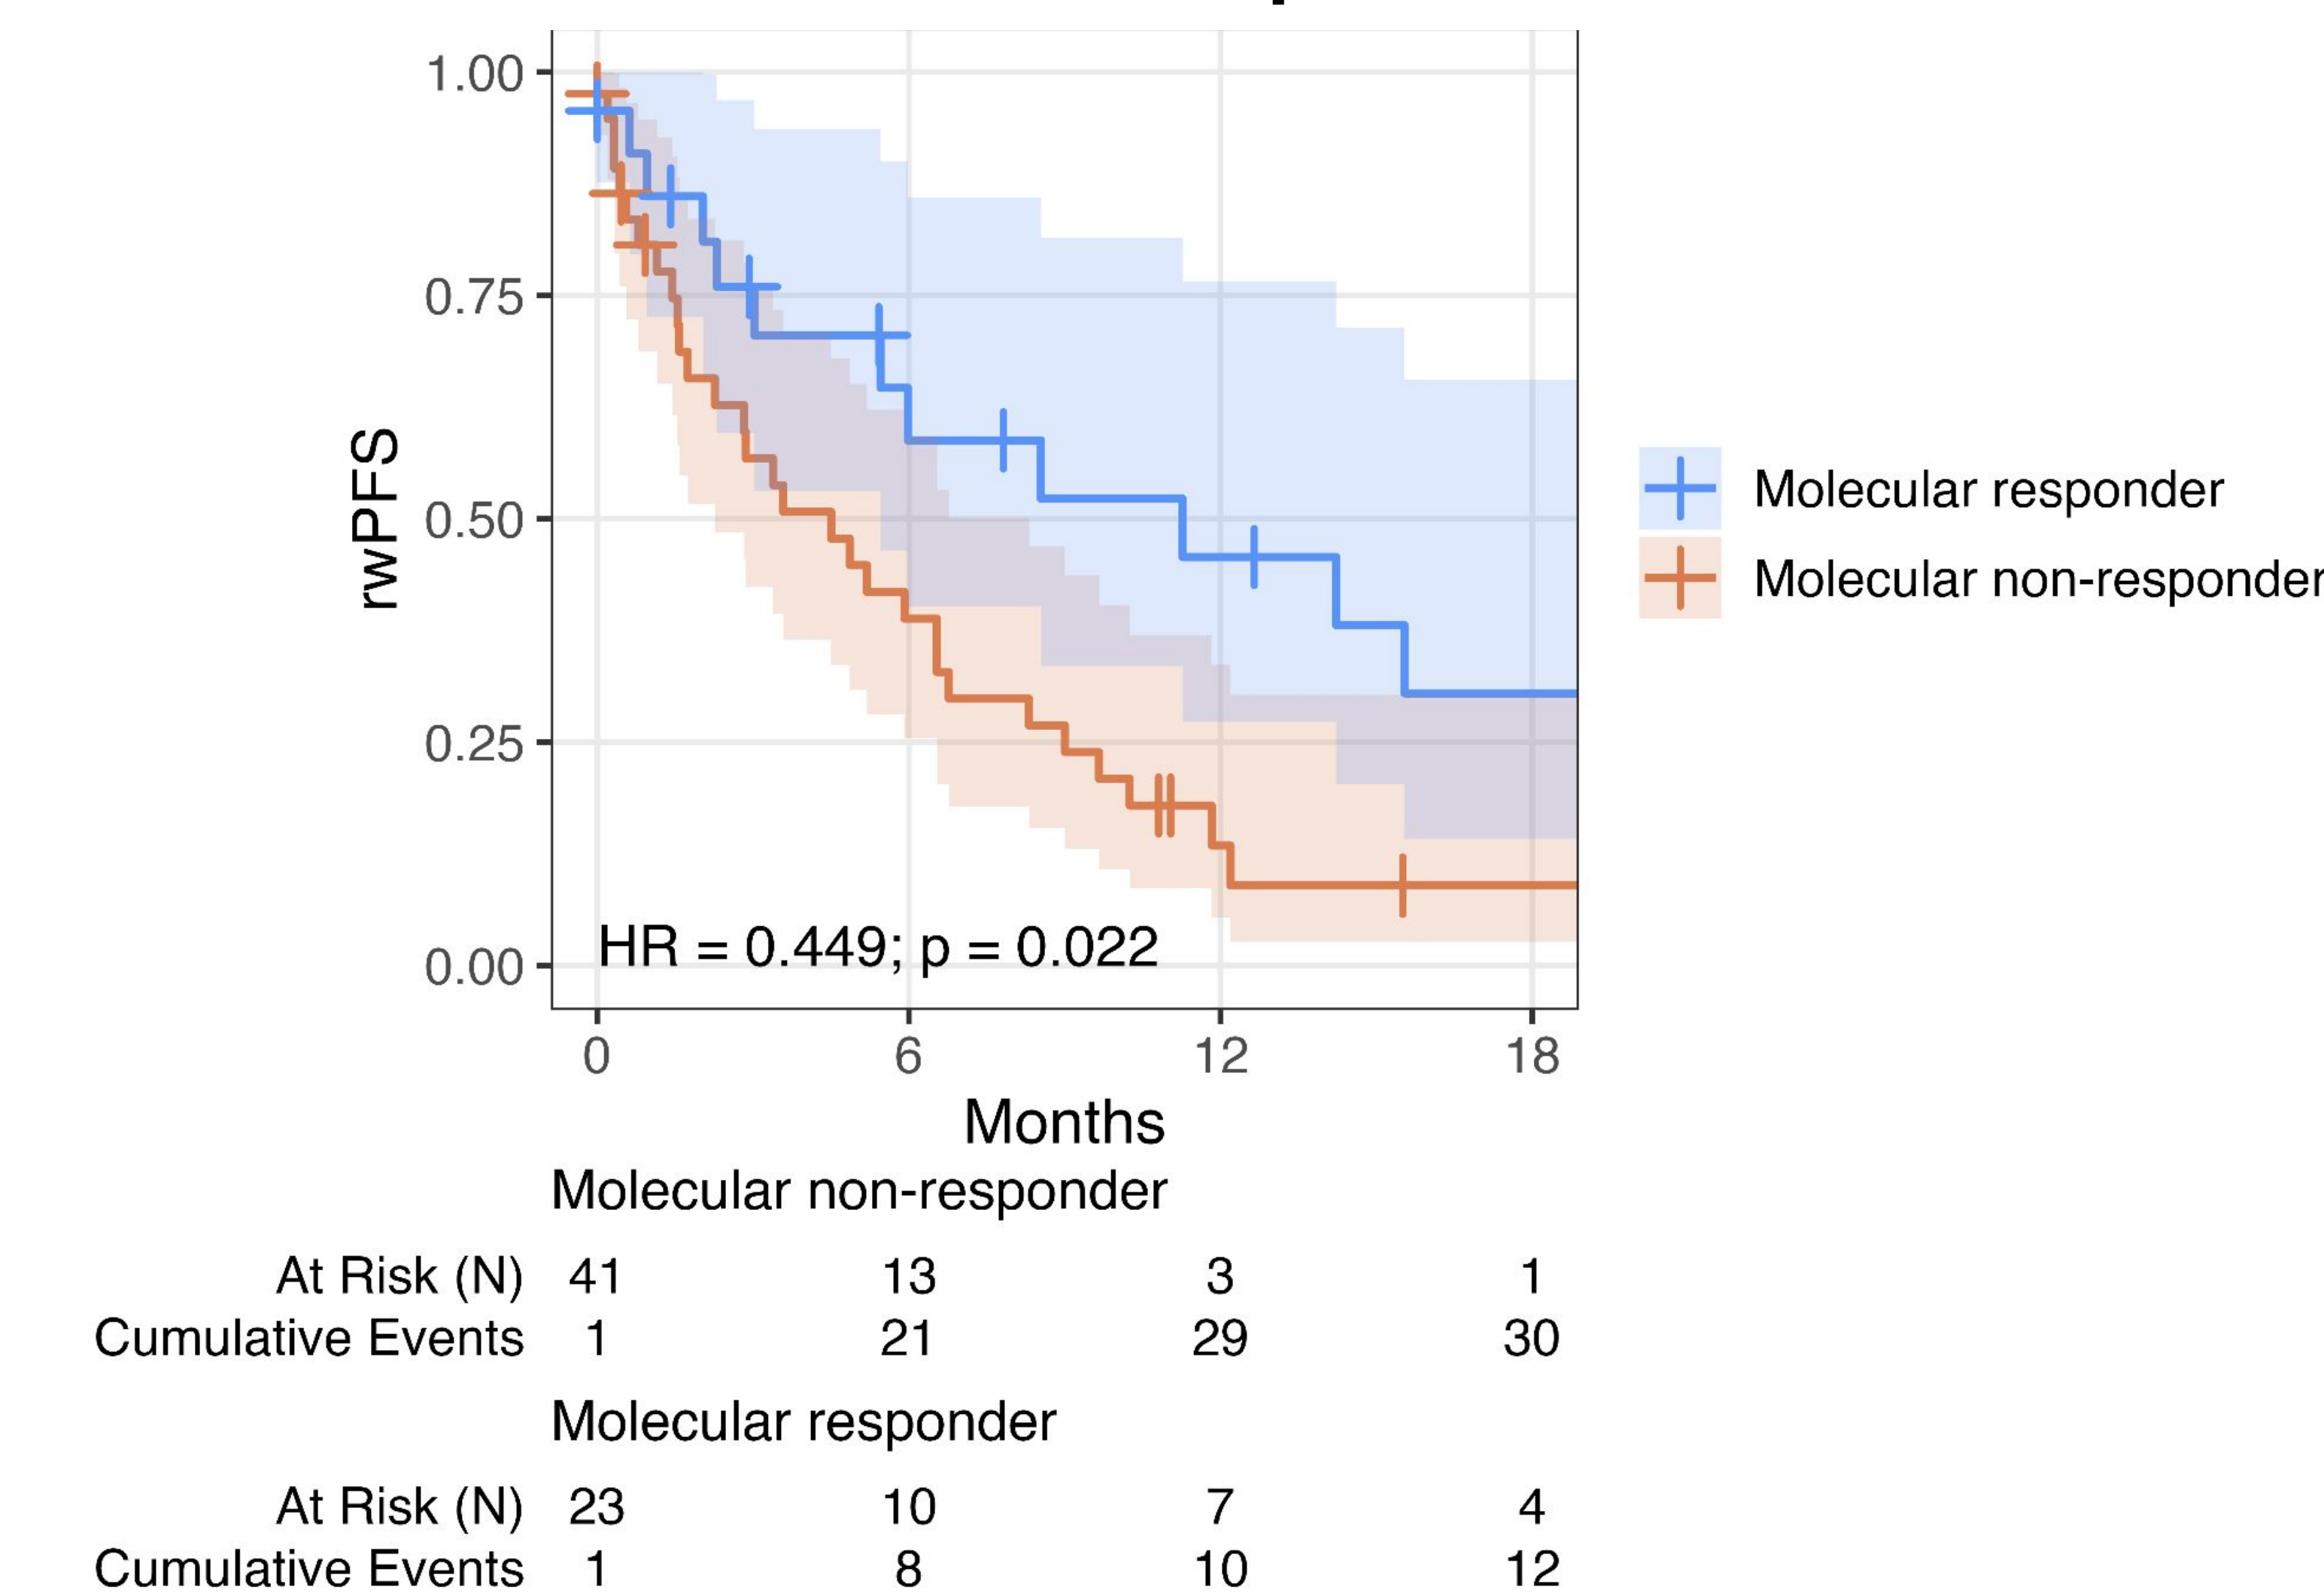 1.00
0.75
0.50
0.25
0.00
rwPFS
HR = 0.449; p = 0.022
0 6 12 18
Months
Molecular responder
Molecular non-responder
Molecular non-responder
At Risk (N) 41 13 3 1
Cumulative Events 1 21 29 30
Molecular responder
At Risk (N) 23 10 7 4
Cumulative Events 1 8 10 12